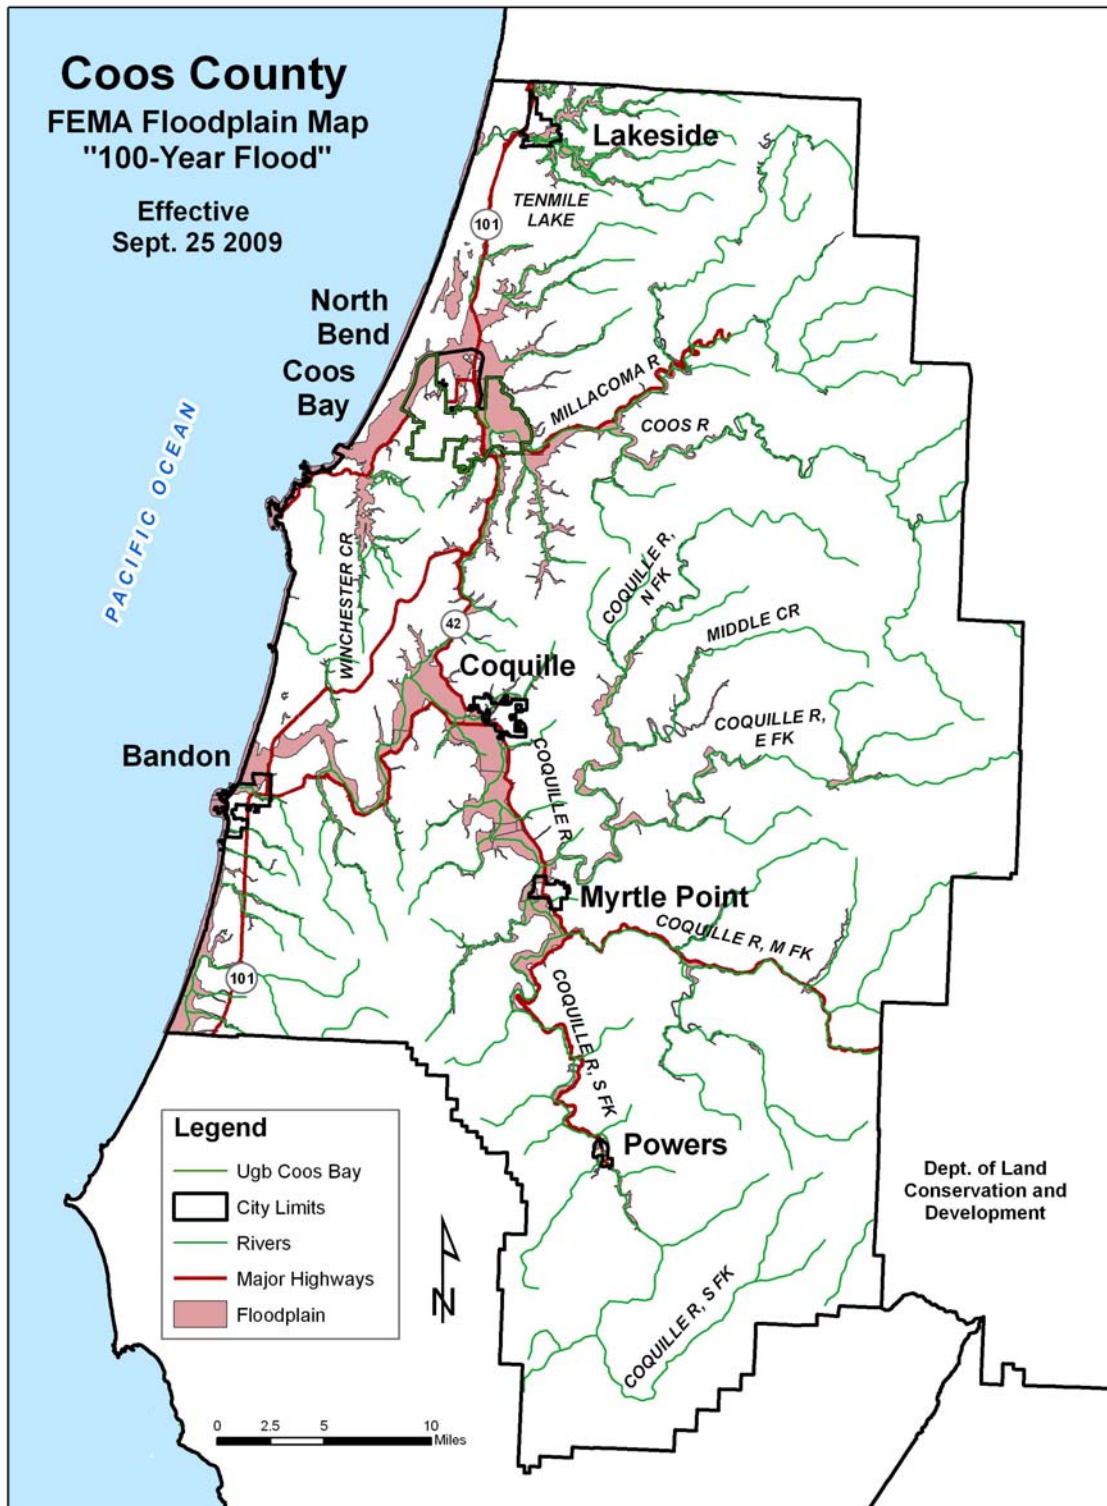 Coos County
FEMA Floodplain Map
"100-Year Flood"
Effective
Sept. 25 2009
Lakeside
TENMILE
LAKE
101
North
Bend
Coos
Bay
MILLACOMA R
COOS R
PACIFIC OCEAN
WINCHESTER CR
COQUILLE R,
N FK
42
MIDDLE CR
Coquille
COQUILLE R,
E FK
Bandon
COQUILLE R
Myrtle Point
COQUILLE R, M FK
101
COQUILLE R, S FK
Powers
Legend
Ugb Coos Bay
City Limits
Rivers
Major Highways
Floodplain
N
Dept. of Land
Conservation and
Development
COQUILLE R, S FK
0 2.5 5 10
Miles